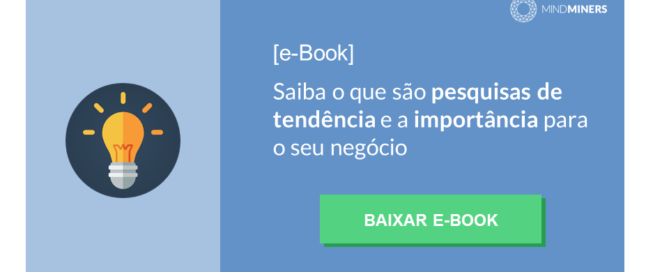 MINDMINERS
[e-Book]
Saiba o que são pesquisas de
tendência e a importância para
o seu negócio
BAIXAR E-BOOK